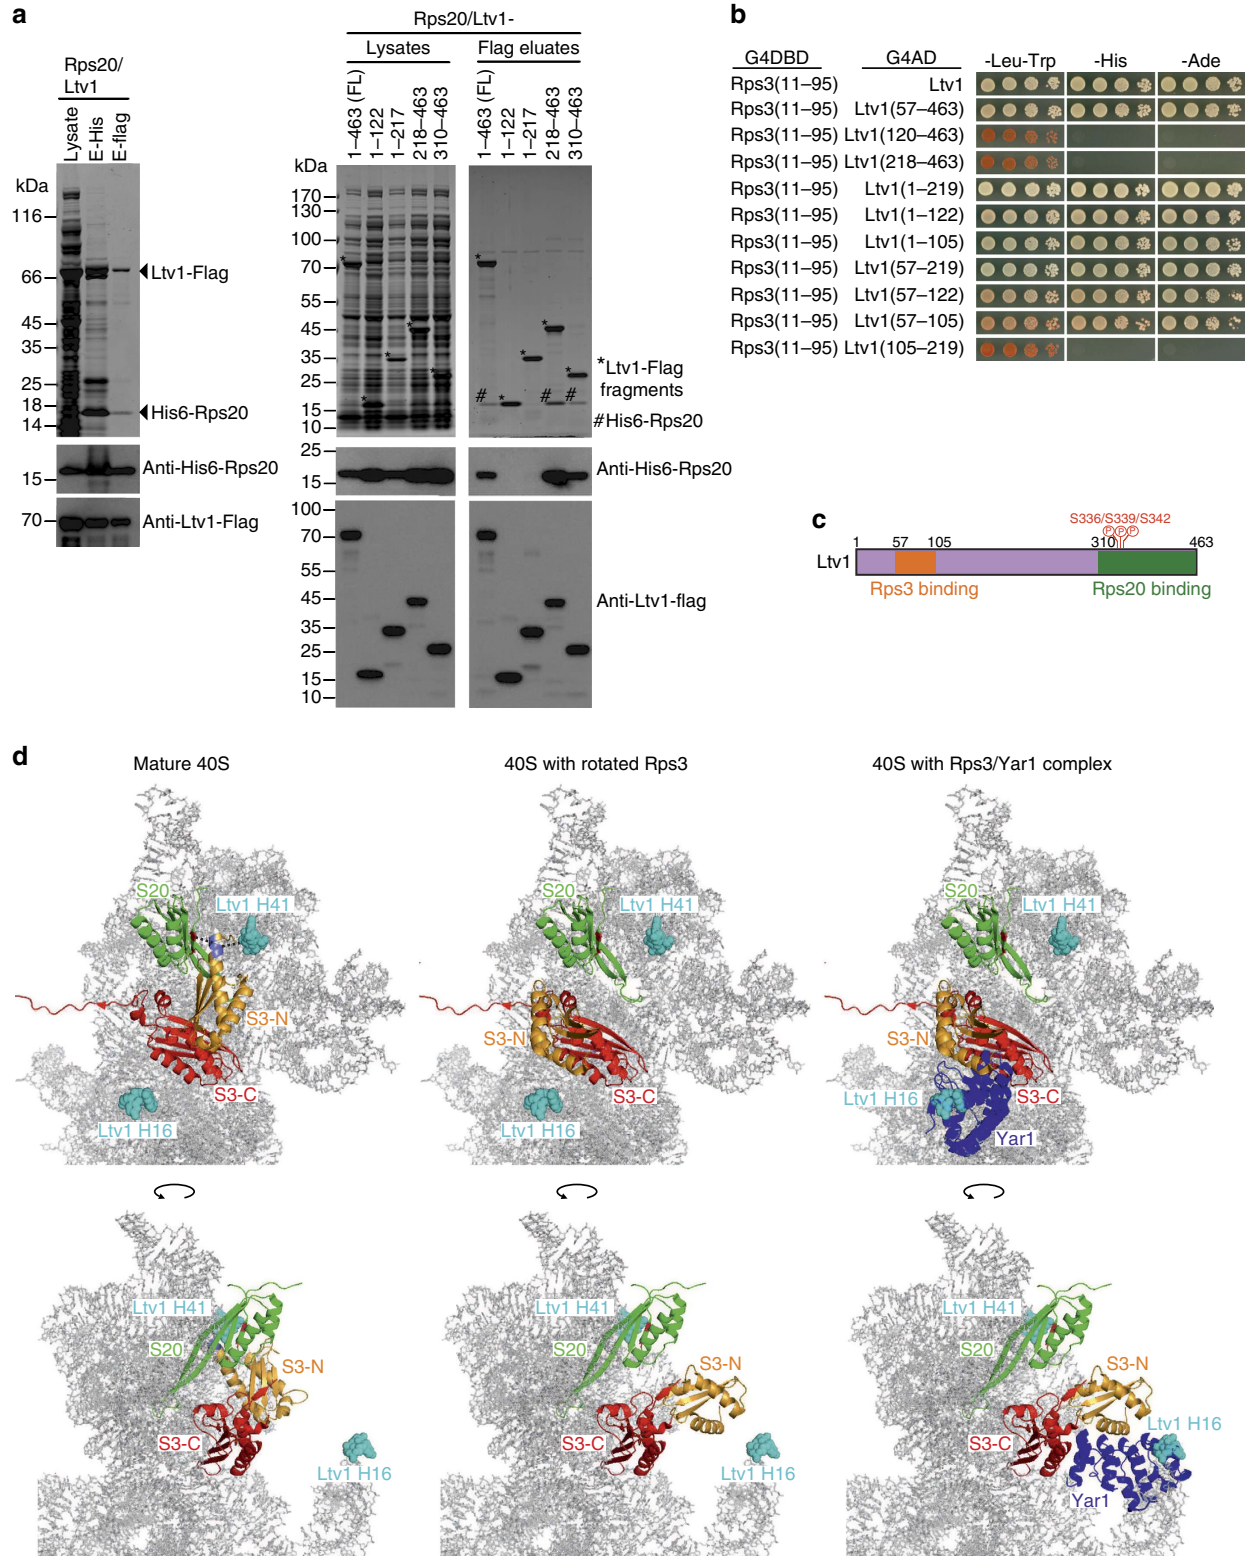 a
Rps20/
Ltv1
Lysate
E-His
E-flag
kDa
116
66
45
35
25
18
14
Ltv1-Flag
His6-Rps20
15
Anti-His6-Rps20
70
Anti-Ltv1-Flag
Rps20/Ltv1-
Lysates
Flag eluates
1–463 (FL)
1–122
1–217
218–463
310–463
1–463 (FL)
1–122
1–217
218–463
310–463
kDa
170
130
100
70
55
45
35
25
15
10
*
*
*
*
*
*
*
*
*
*
#
#
#
*Ltv1-Flag
fragments
#His6-Rps20
25
15
Anti-His6-Rps20
100
70
55
45
35
25
15
10
Anti-Ltv1-flag
b
G4DBD G4AD -Leu-Trp -His -Ade
Rps3(11–95) Ltv1
Rps3(11–95) Ltv1(57–463)
Rps3(11–95) Ltv1(120–463)
Rps3(11–95) Ltv1(218–463)
Rps3(11–95) Ltv1(1–219)
Rps3(11–95) Ltv1(1–122)
Rps3(11–95) Ltv1(1–105)
Rps3(11–95) Ltv1(57–219)
Rps3(11–95) Ltv1(57–122)
Rps3(11–95) Ltv1(57–105)
Rps3(11–95) Ltv1(105–219)
c
S336/S339/S342
P P P
1 57 105 310 463
Ltv1
Rps3 binding Rps20 binding
d
Mature 40S
S20
Ltv1 H41
S3-N
S3-C
Ltv1 H16
40S with rotated Rps3
S20
Ltv1 H41
S3-N
S3-C
Ltv1 H16
40S with Rps3/Yar1 complex
S20
Ltv1 H41
S3-N
S3-C
Ltv1 H16
Yar1
Ltv1 H41
S20
S3-N
S3-C
Ltv1 H16
Ltv1 H41
S20
S3-N
S3-C
Ltv1 H16
Ltv1 H41
S20
S3-N
Ltv1 H16
S3-C
Yar1